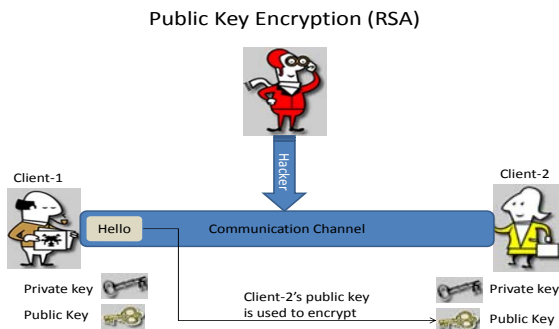 Public Key Encryption (RSA)
Hacker
Client-1
Client-2
Hello
Communication Channel
Private key
Public Key
Client-2's public key
is used to encrypt
Private key
Public Key